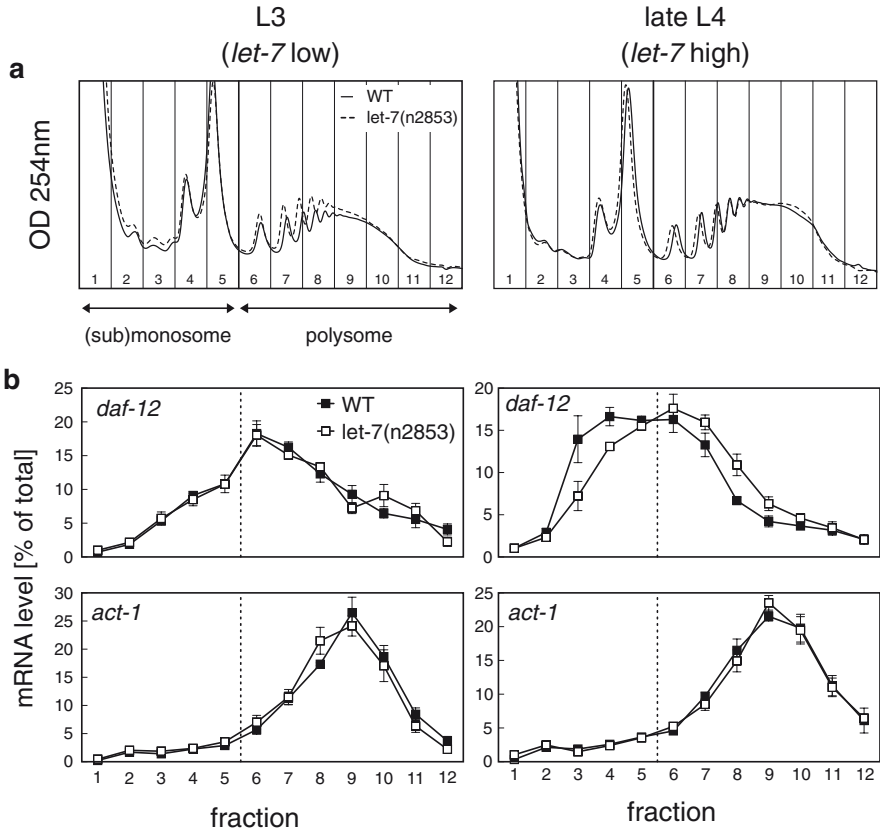 L3
(let-7 low)
late L4
(let-7 high)
a
OD 254nm
WT
let-7(n2853)
1 2 3 4 5 6 7 8 9 10 11 12
1 2 3 4 5 6 7 8 9 10 11 12
(sub)monosome
polysome
b
mRNA level [% of total]
25
20
15
10
5
0
daf-12
WT
let-7(n2853)
20
15
10
5
0
daf-12
30
25
20
15
10
5
0
act-1
1 2 3 4 5 6 7 8 9 10 11 12
fraction
25
20
15
10
5
0
act-1
1 2 3 4 5 6 7 8 9 10 11 12
fraction